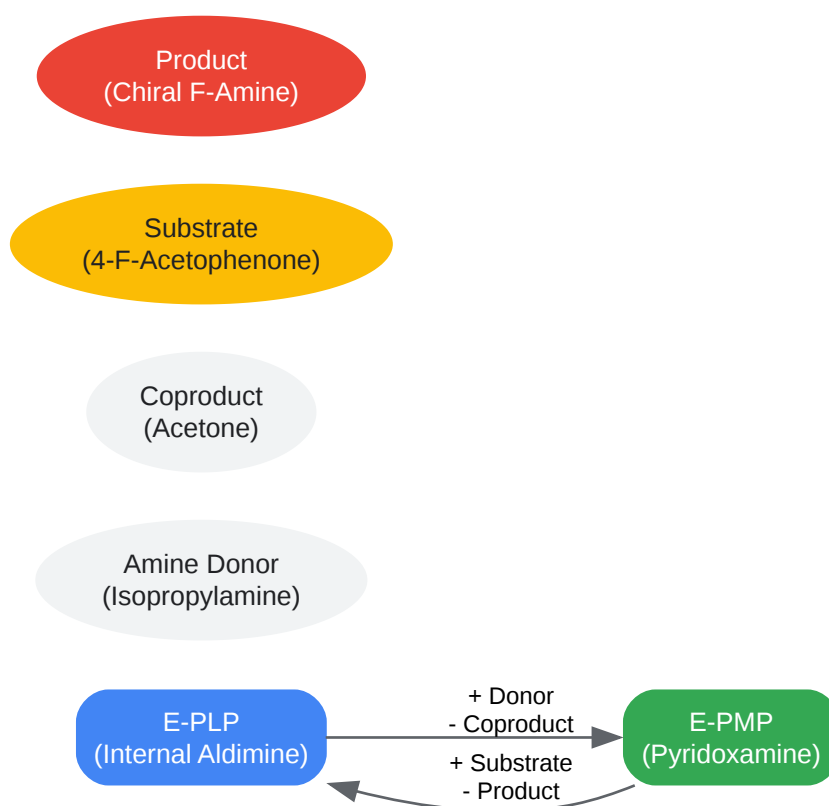 Product
(Chiral F-Amine)
Substrate
(4-F-Acetophenone)
Coproduct
(Acetone)
Amine Donor
(Isopropylamine)
E-PLP
(Internal Aldimine)
+ Donor
- Coproduct
+ Substrate
- Product
E-PMP
(Pyridoxamine)